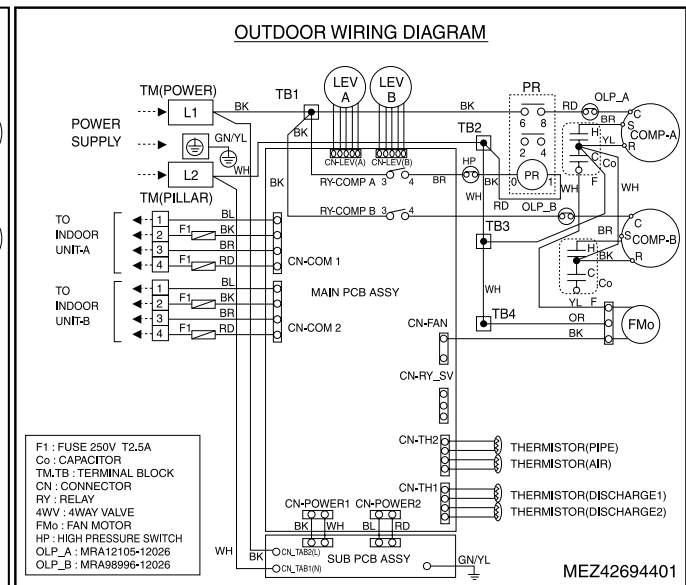 OUTDOOR WIRING DIAGRAM
TM(POWER)
L1
BK
TB1
LEV A
LEV B
BK
PR
RD
OLP_A
POWER SUPPLY
GN/YL
L2
WH
BK
BK
CN-LEV(A)
CN-LEV(B)
TB2
6 8
2 4
PR
0 1
HP
BR
S
C
R
H
YL
C
Co
F
COMP-A
RY-COMP A 3 4
BR
BK
WH
RD
WH
WH
OLP_B
RY-COMP B 3 4
TB3
BR
C
S
R
COMP-B
H
BK
C
Co
WH
TB4
YL F
OR
BK
FMo
TM(PILLAR)
TO INDOOR UNIT-A
1 BL
2 F1 BK
3 BR
4 F1 RD
CN-COM 1
MAIN PCB ASSY
TO INDOOR UNIT-B
1 BL
2 F1 BK
3 BR
4 F1 RD
CN-COM 2
CN-FAN
CN-RY_SV
CN-TH2
THERMISTOR(PIPE)
THERMISTOR(AIR)
CN-TH1
THERMISTOR(DISCHARGE1)
THERMISTOR(DISCHARGE2)
F1 : FUSE 250V T2.5A
Co : CAPACITOR
TM.TB : TERMINAL BLOCK
CN : CONNECTOR
RY : RELAY
4WV : 4WAY VALVE
FMo : FAN MOTOR
HP : HIGH PRESSURE SWITCH
OLP_A : MRA12105-12026
OLP_B : MRA98996-12026
CN-POWER1
CN-POWER2
BK WH BL RD
WH
BK
CN_TAB2(L)
CN_TAB1(N)
SUB PCB ASSY
GN/YL
MEZ42694401